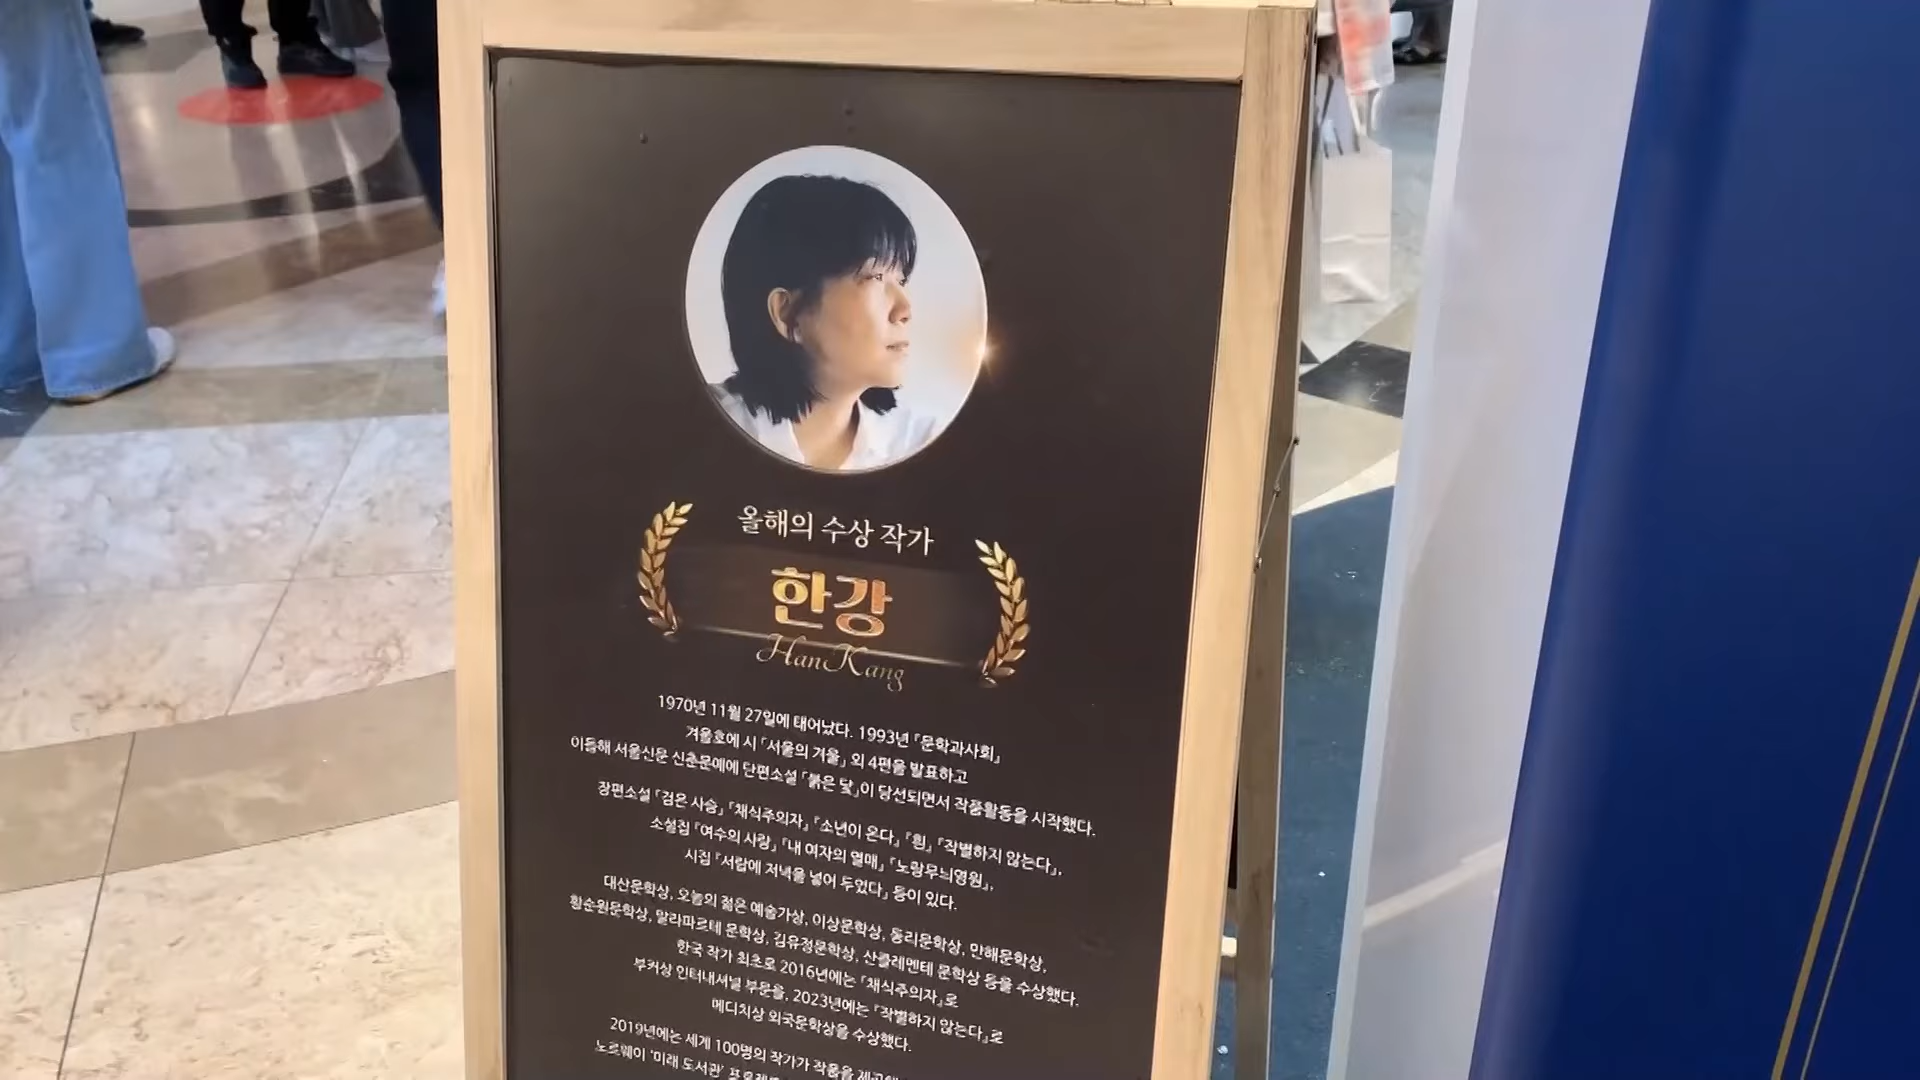 올해의 수상 작가
한강
Han Kang
1970년 11월 27일에 태어났다. 1993년 『문학과사회』
겨울호에 시 「서울의 겨울」 외 4편을 발표하고
이듬해 서울신문 신춘문예에 단편소설 「붉은 닻」이 당선되면서 작품활동을 시작했다.
장편소설 『검은 사슴』 『채식주의자』 『소년이 온다』 『흰』 『작별하지 않는다』,
소설집 『여수의 사랑』 『내 여자의 열매』 『노랑무늬영원』,
시집 『서랍에 저녁을 넣어 두었다』 등이 있다.
대산문학상, 오늘의 젊은 예술가상, 이상문학상, 동리문학상, 만해문학상,
황순원문학상, 말라파르테 문학상, 김유정문학상, 산클레멘테 문학상 등을 수상했다.
한국 작가 최초로 2016년에는 『채식주의자』로
부커상 인터내셔널 부문을, 2023년에는 『작별하지 않는다』로
메디치상 외국문학상을 수상했다.
2019년에는 세계 100명의 작가가 작품을
노르웨이 '미래 도서관'